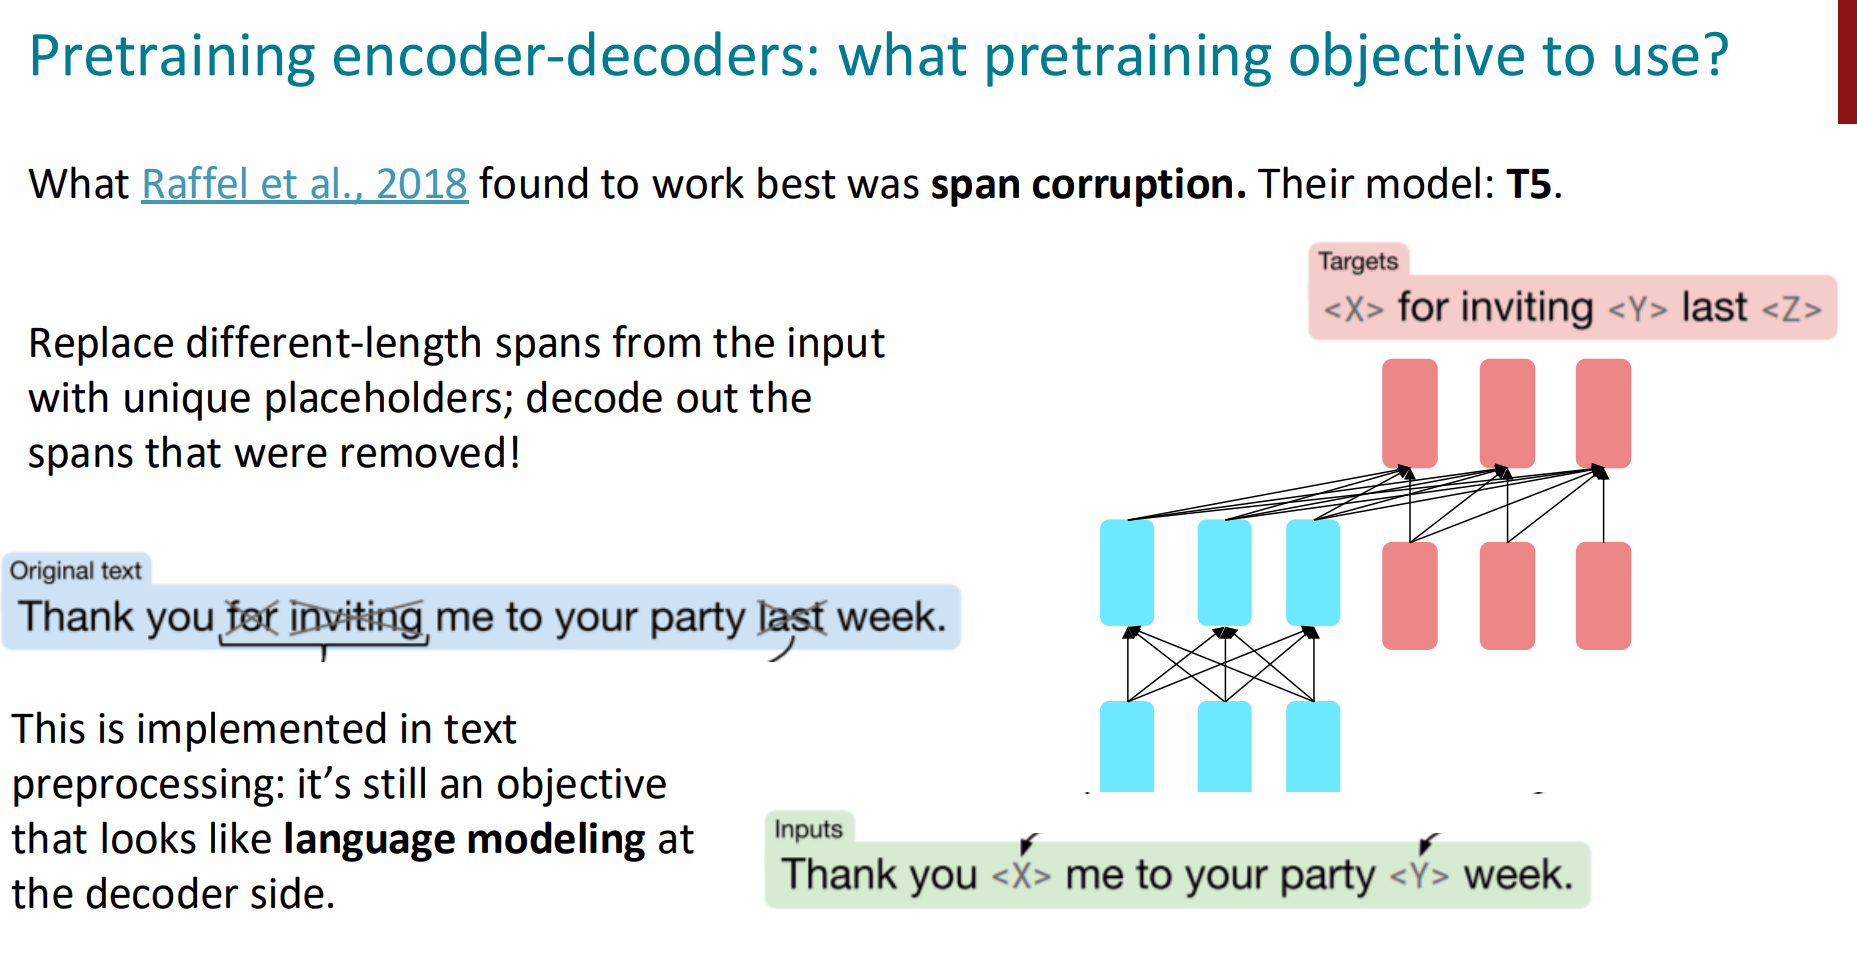 Pretraining encoder-decoders: what pretraining objective to use?
What Raffel et al., 2018 found to work best was span corruption. Their model: T5.
Targets
<X> for inviting <Y> last <Z>
Replace different-length spans from the input
with unique placeholders; decode out the
spans that were removed!
Original text
Thank you for inviting me to your party last week.
This is implemented in text
preprocessing: it’s still an objective
that looks like language modeling at
the decoder side.
Inputs
Thank you <X> me to your party <Y> week.